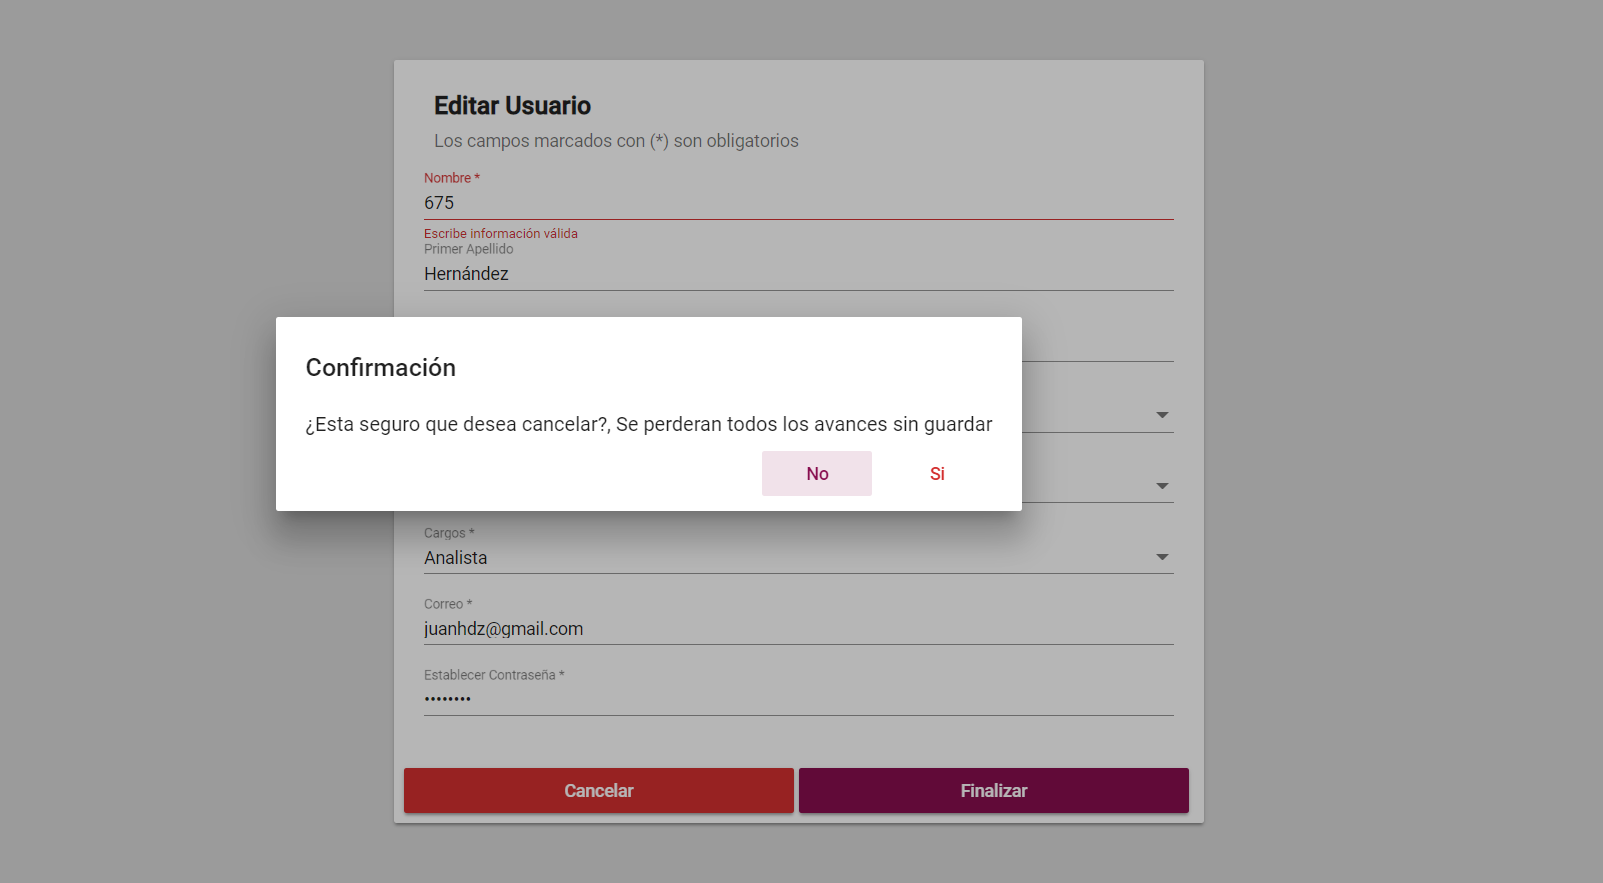 Editar Usuario
Los campos marcados con (*) son obligatorios
Nombre *
675
Escribe información válida
Primer Apellido
Hernández
Confirmación
¿Esta seguro que desea cancelar?, Se perderan todos los avances sin guardar
No Si
Cargos *
Analista
Correo *
juanhdz@gmail.com
Establecer Contraseña *
••••••••
Cancelar Finalizar